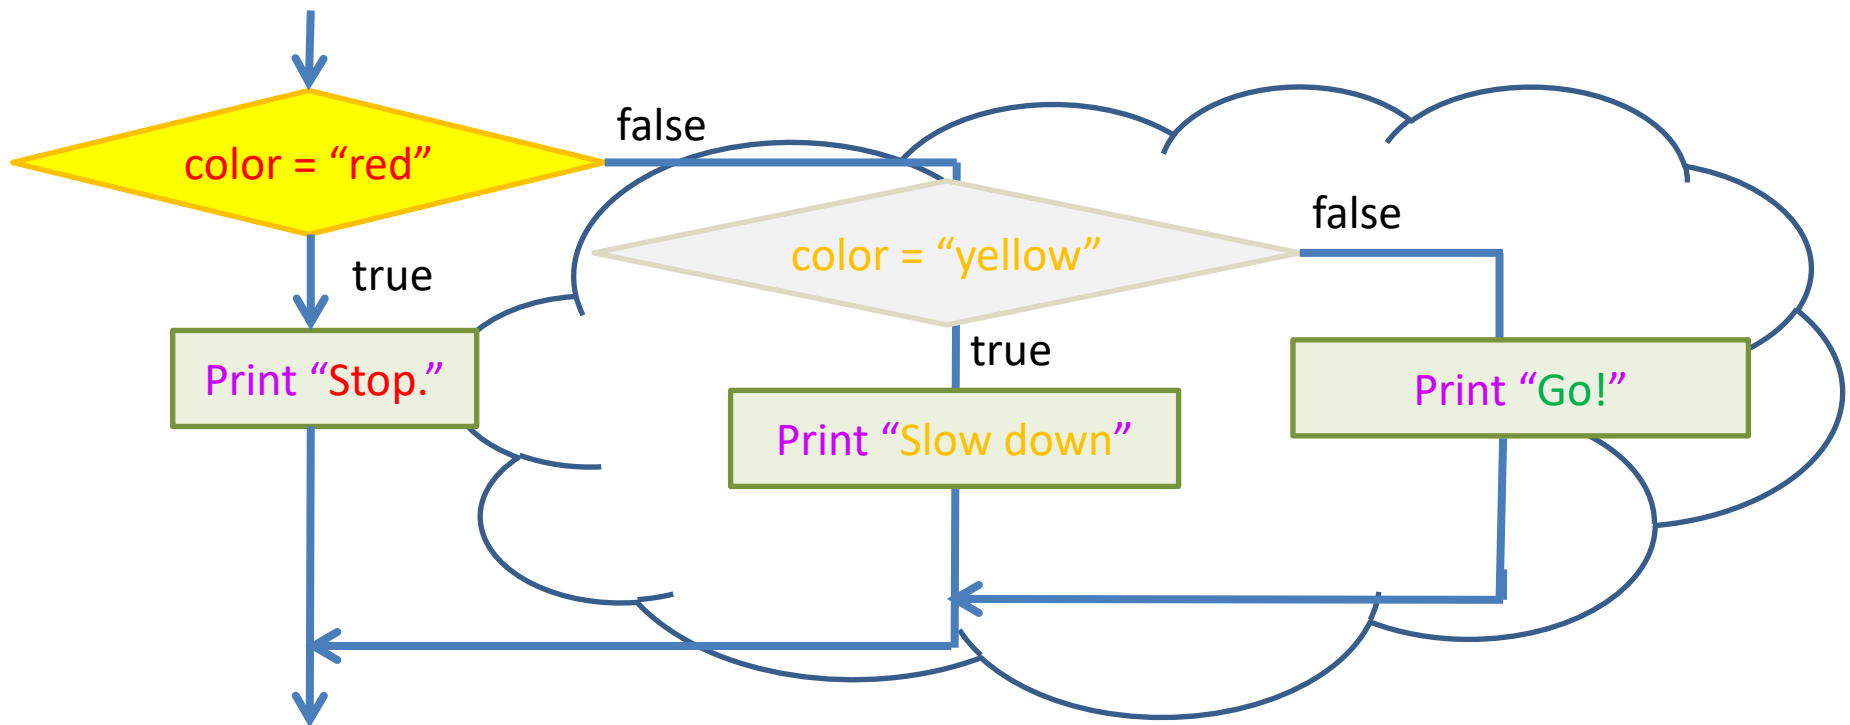 color = “red”
false
true
Print “Stop.”
color = “yellow”
false
true
Print “Slow down”
Print “Go!”